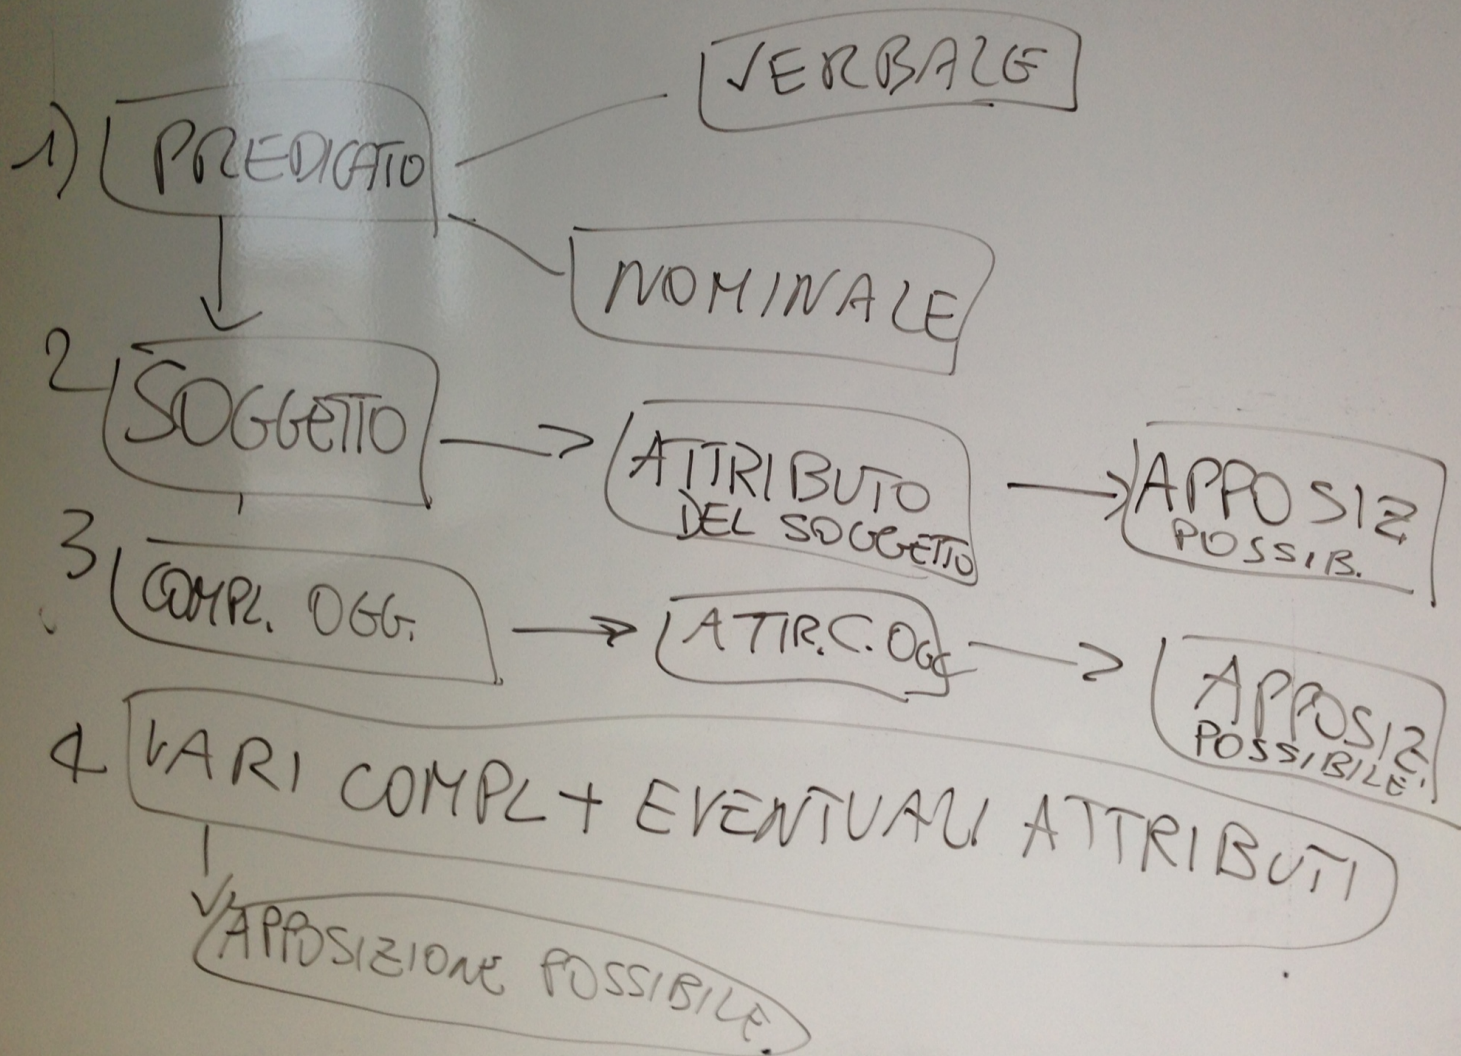 VERBALE
1) PREDICATO
NOMINALE
2 SOGGETTO
ATTRIBUTO
DEL SOGGETTO
APPOSIZ
POSSIB.
3 COMPL. OGG.
ATTR. C. OGG
APPOSIZ.
POSSIBILE
4 VARI COMPL + EVENTUALI ATTRIBUTI
APPOSIZIONE POSSIBILE.